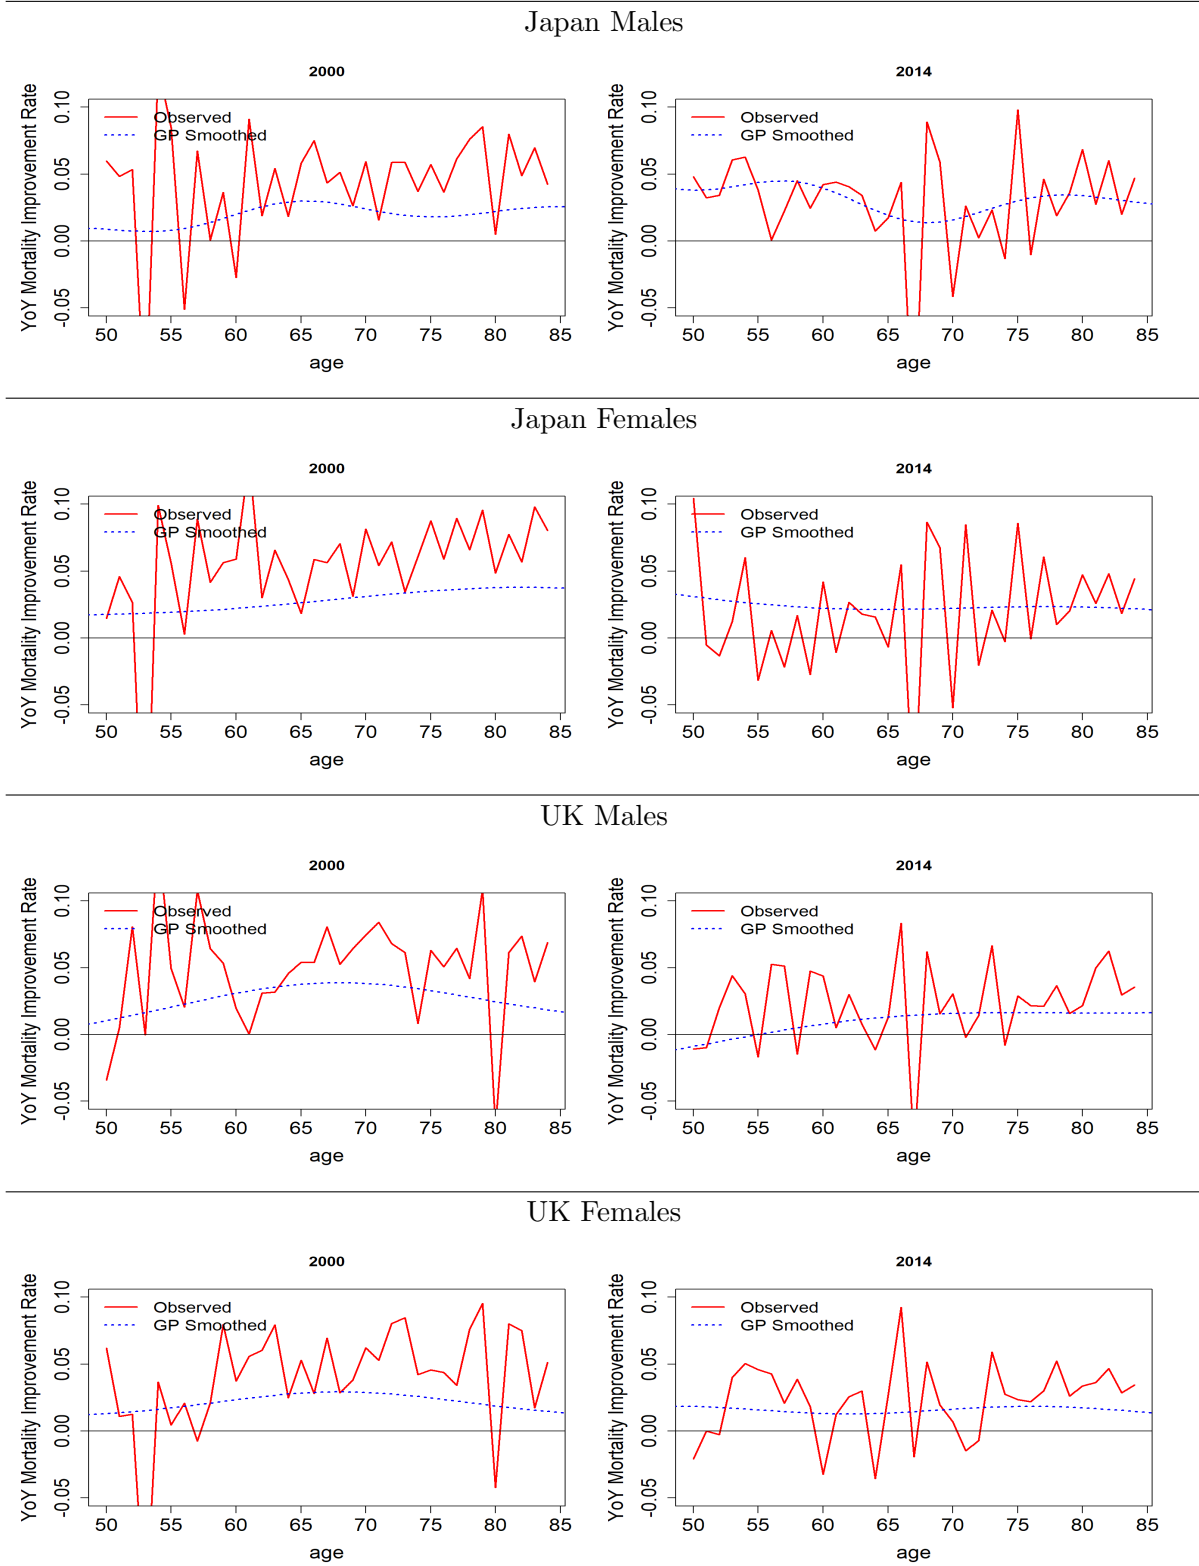 Japan Males
2000
2014
YoY Mortality Improvement Rate
0.10
0.05
0.00
-0.05
Observed
GP Smoothed
50 55 60 65 70 75 80 85
age
YoY Mortality Improvement Rate
0.10
0.05
0.00
-0.05
Observed
GP Smoothed
50 55 60 65 70 75 80 85
age
Japan Females
2000
2014
YoY Mortality Improvement Rate
0.10
0.05
0.00
-0.05
Observed
GP Smoothed
50 55 60 65 70 75 80 85
age
YoY Mortality Improvement Rate
0.10
0.05
0.00
-0.05
Observed
GP Smoothed
50 55 60 65 70 75 80 85
age
UK Males
2000
2014
YoY Mortality Improvement Rate
0.10
0.05
0.00
-0.05
Observed
GP Smoothed
50 55 60 65 70 75 80 85
age
YoY Mortality Improvement Rate
0.10
0.05
0.00
-0.05
Observed
GP Smoothed
50 55 60 65 70 75 80 85
age
UK Females
2000
2014
YoY Mortality Improvement Rate
0.10
0.05
0.00
-0.05
Observed
GP Smoothed
50 55 60 65 70 75 80 85
age
YoY Mortality Improvement Rate
0.10
0.05
0.00
-0.05
Observed
GP Smoothed
50 55 60 65 70 75 80 85
age